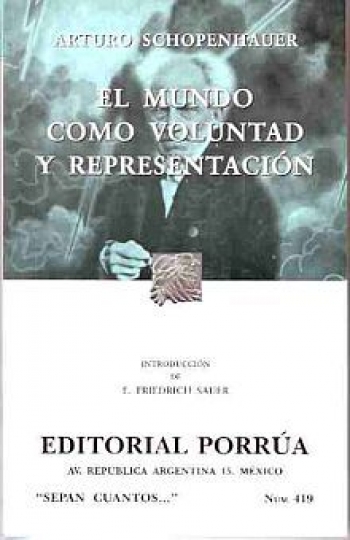 ARTURO SCHOPENHAUER
EL MUNDO
COMO VOLUNTAD
Y REPRESENTACIÓN
INTRODUCCIÓN
DE
E. FRIEDRICH SAUER
EDITORIAL PORRÚA
AV. REPÚBLICA ARGENTINA 15. MÉXICO
"SEPAN CUANTOS..." NÚM. 419